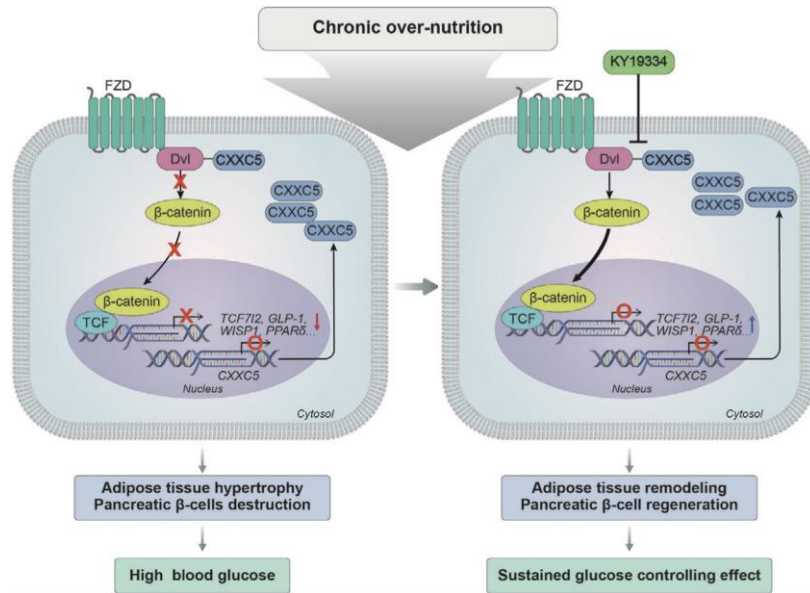 Chronic over-nutrition
FZD
Dvl
CXXC5
β-catenin
CXXC5
CXXC5
CXXC5
β-catenin
TCF
TCF7l2, GLP-1,
WISP1, PPARδ...
CXXC5
Nucleus
Cytosol
Adipose tissue hypertrophy
Pancreatic β-cells destruction
High blood glucose
KY19334
FZD
Dvl
CXXC5
β-catenin
CXXC5
CXXC5
CXXC5
β-catenin
TCF
TCF7l2, GLP-1,
WISP1, PPARδ...
CXXC5
Nucleus
Cytosol
Adipose tissue remodeling
Pancreatic β-cell regeneration
Sustained glucose controlling effect